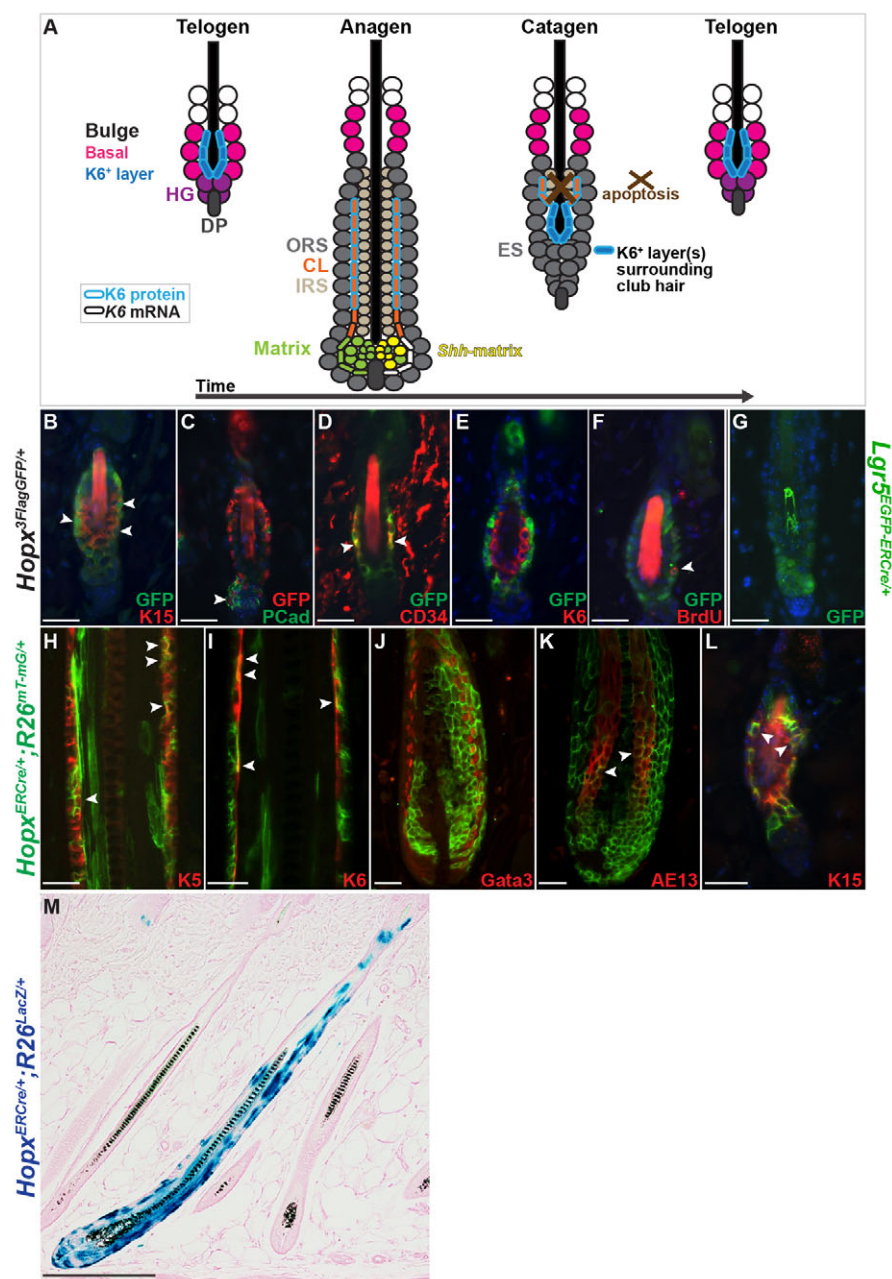 A
Telogen
Anagen
Catagen
Telogen
Bulge
Basal
K6⁺ layer
HG
DP
K6 protein
K6 mRNA
ORS
CL
IRS
Matrix
Shh-matrix
apoptosis
ES
K6⁺ layer(s)
surrounding
club hair
Time
Hopx³FlagGFP/+
B
GFP
K15
C
GFP
PCad
D
GFP
CD34
E
GFP
K6
F
GFP
BrdU
G
GFP
Lgr5EGFP-ERCre/+
HopxERCre/+;R26mT-mG/+
H
K5
I
K6
J
Gata3
K
AE13
L
K15
HopxERCre/+;R26LacZ/+
M